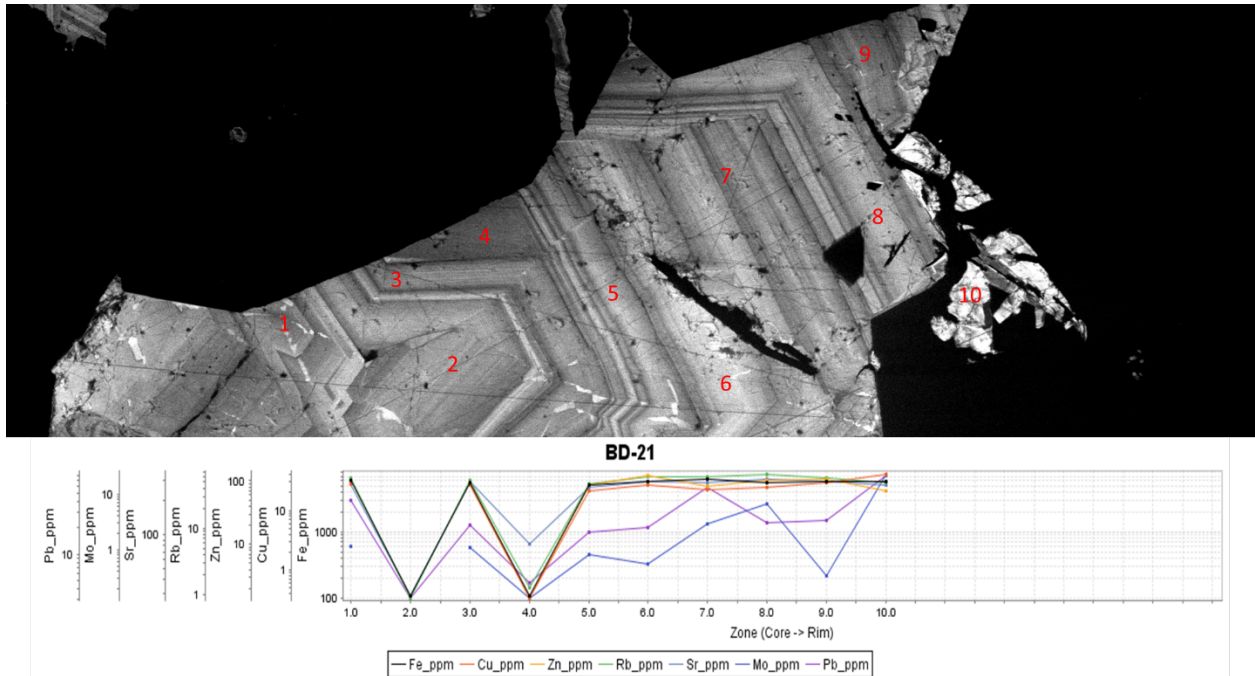 9
7
8
4
3
5
10
1
2
6
BD-21
Pb_ppm
10
Mo_ppm
Sr_ppm
10
1
Rb_ppm
100
Zn_ppm
10
1
Cu_ppm
100
10
Fe_ppm
10
1
1000
100
1.0 2.0 3.0 4.0 5.0 6.0 7.0 8.0 9.0 10.0
Zone (Core -> Rim)
Fe_ppm Cu_ppm Zn_ppm Rb_ppm Sr_ppm Mo_ppm Pb_ppm